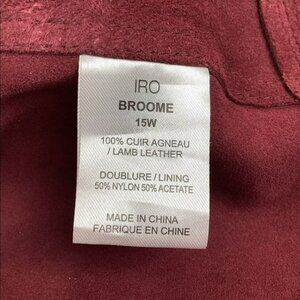 IRO
BROOME
15W
100% CUIR AGNEAU
/ LAMB LEATHER
DOUBLURE / LINING
50% NYLON 50% ACETATE
MADE IN CHINA
FABRIQUE EN CHINE